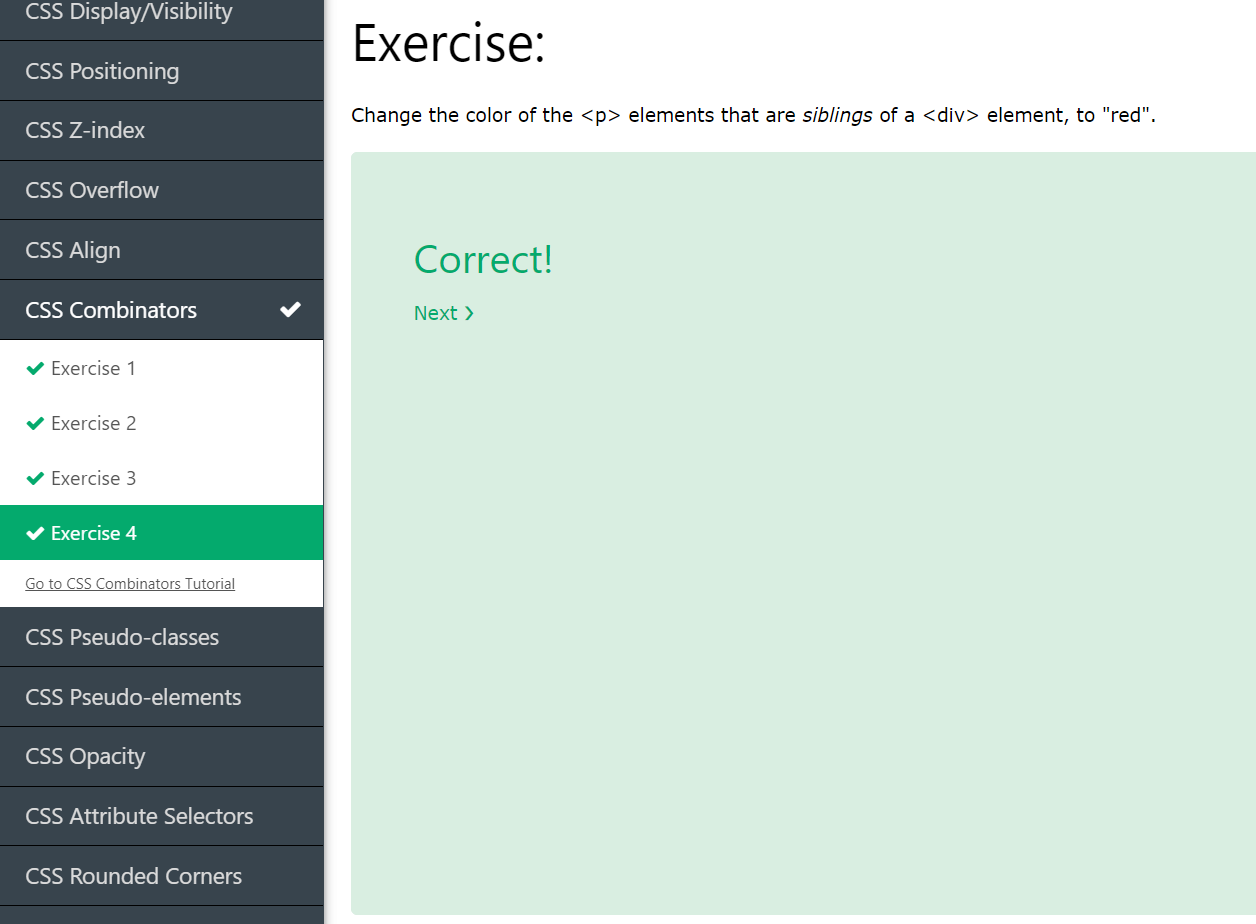 CSS Display/Visibility
CSS Positioning
CSS Z-index
CSS Overflow
CSS Align
CSS Combinators
Exercise 1
Exercise 2
Exercise 3
Exercise 4
Go to CSS Combinators Tutorial
CSS Pseudo-classes
CSS Pseudo-elements
CSS Opacity
CSS Attribute Selectors
CSS Rounded Corners
Exercise:
Change the color of the <p> elements that are siblings of a <div> element, to "red".
Correct!
Next ❯